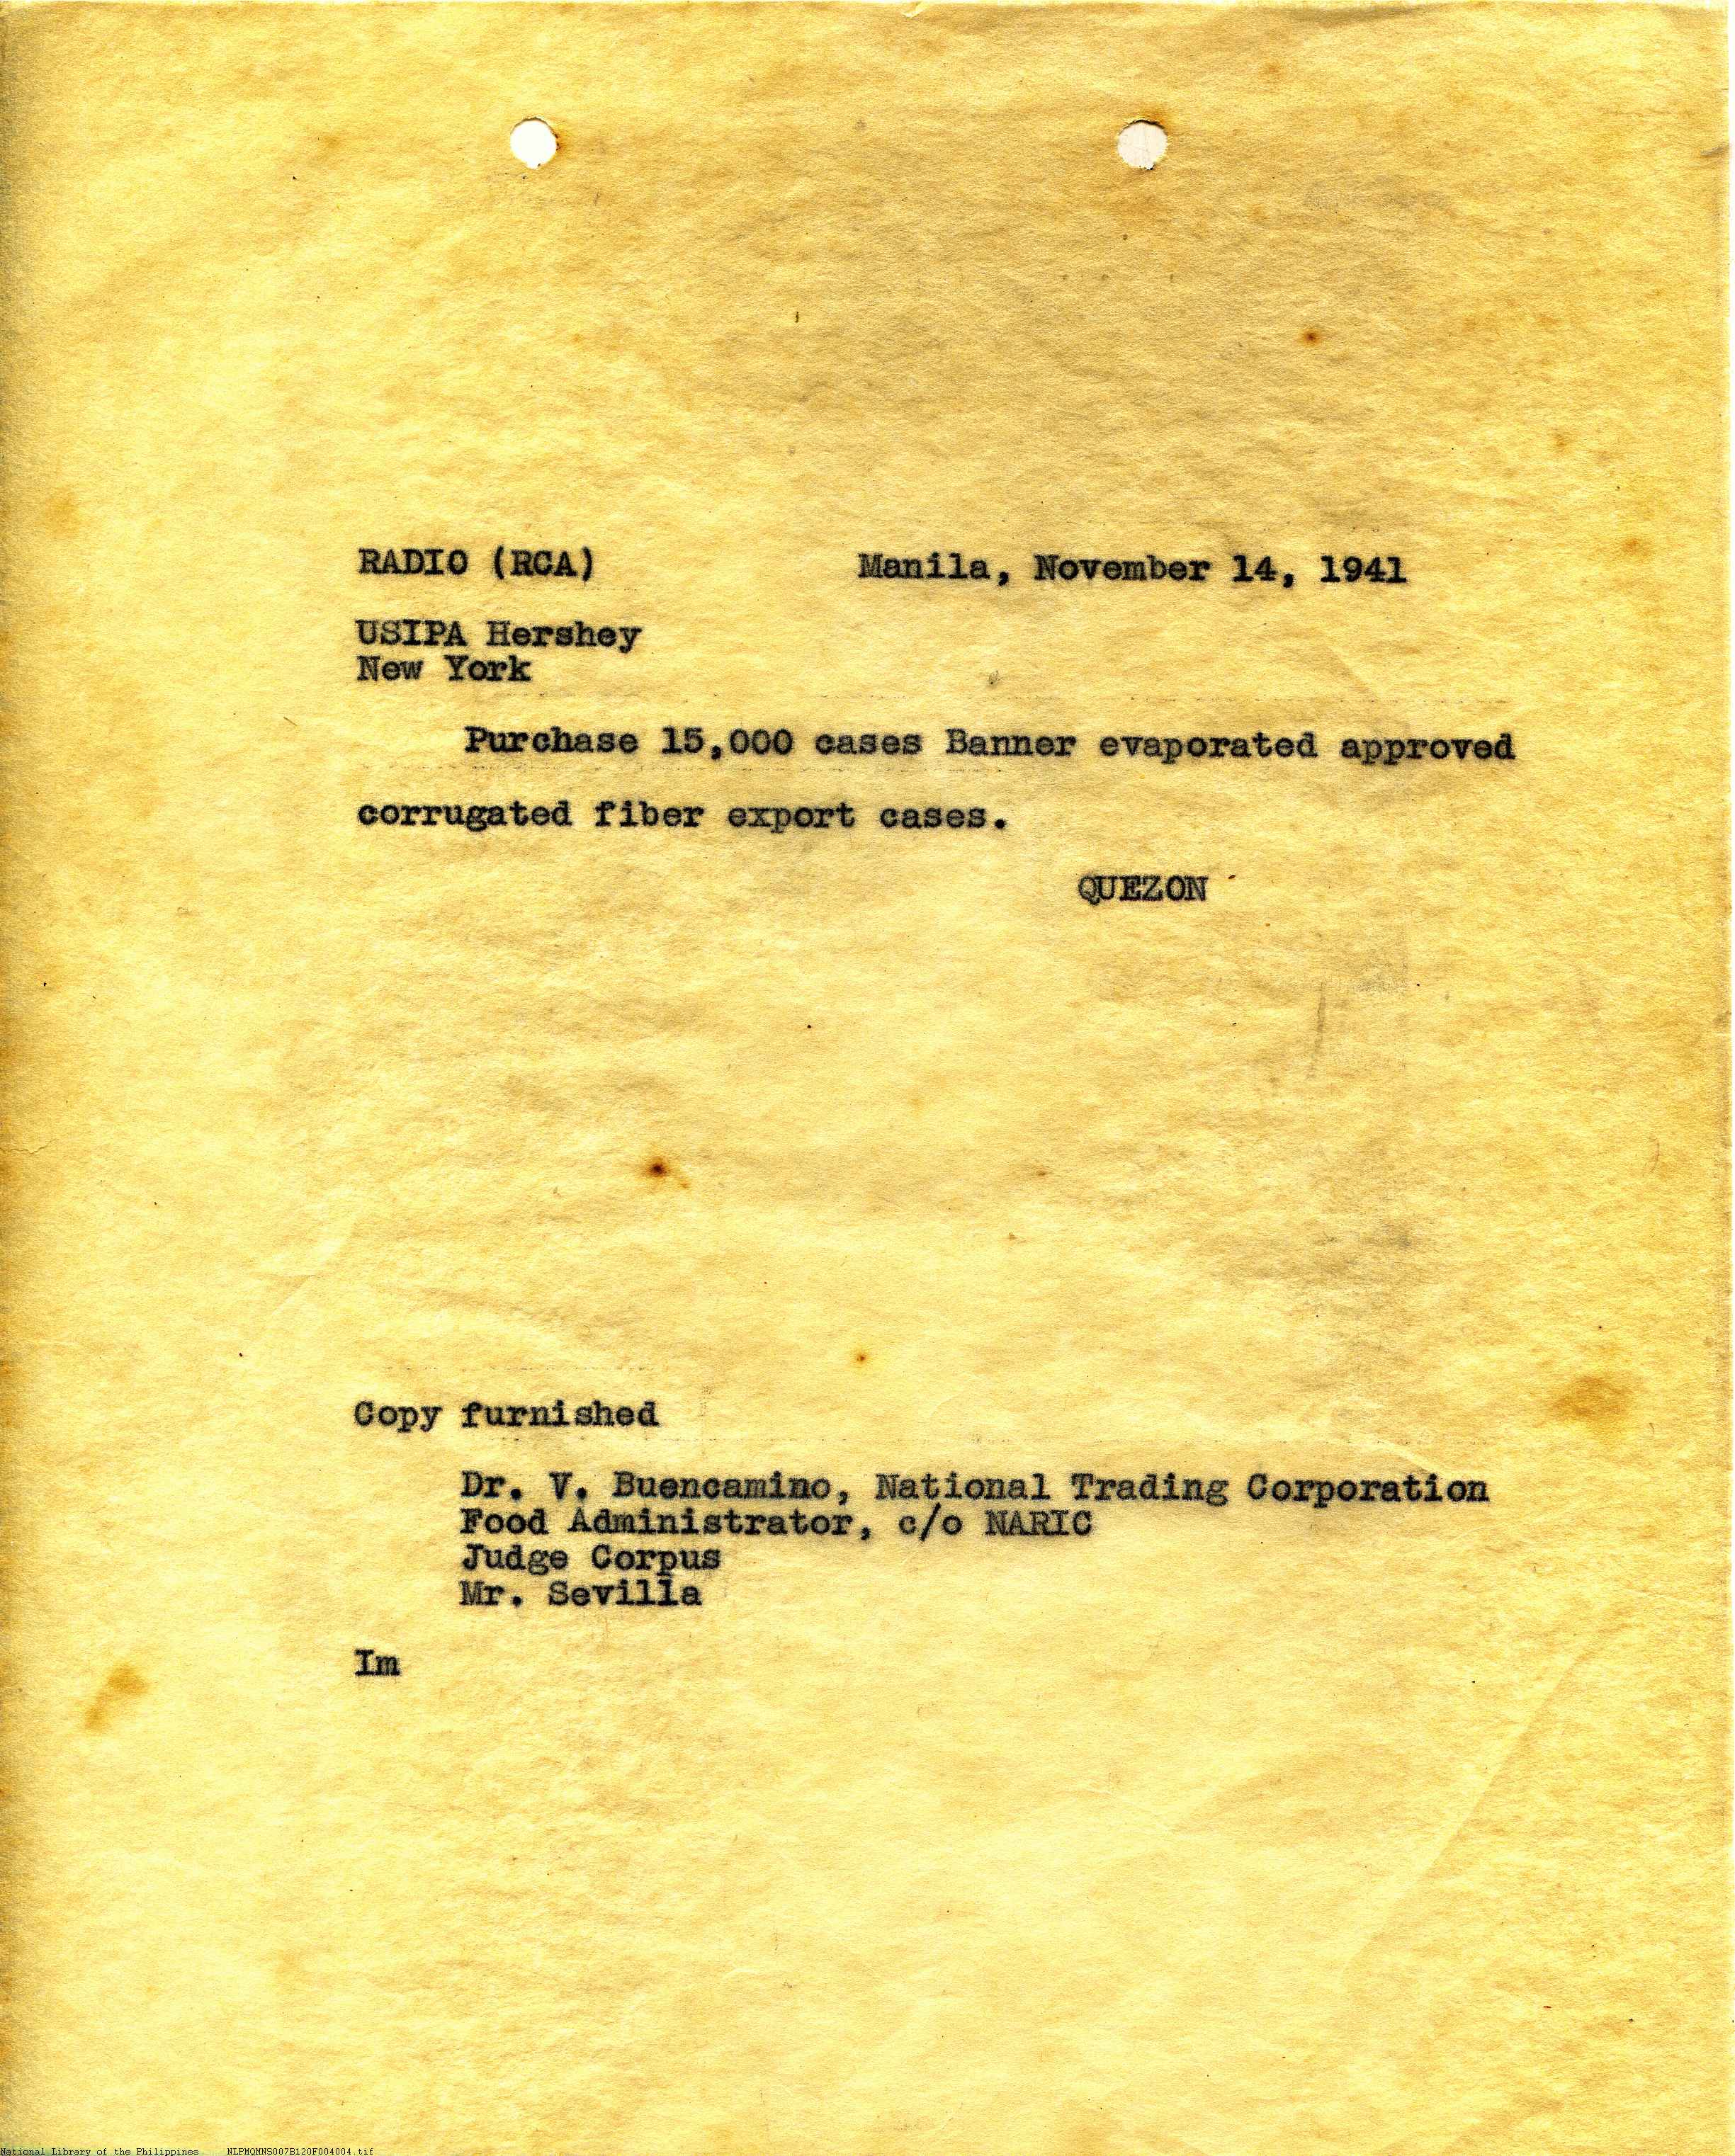 RADIO (RCA) Manila, November 14, 1941
USIPA Hershey
New York
Purchase 15,000 cases Banner evaporated approved
corrugated fiber export cases.
QUEZON
Copy furnished
Dr. V. Buencamino, National Trading Corporation
Food Administrator, c/o NARIC
Judge Corpus
Mr. Sevilla
Im
National Library of the Philippines NLPMQMNS007B120F004004.tif